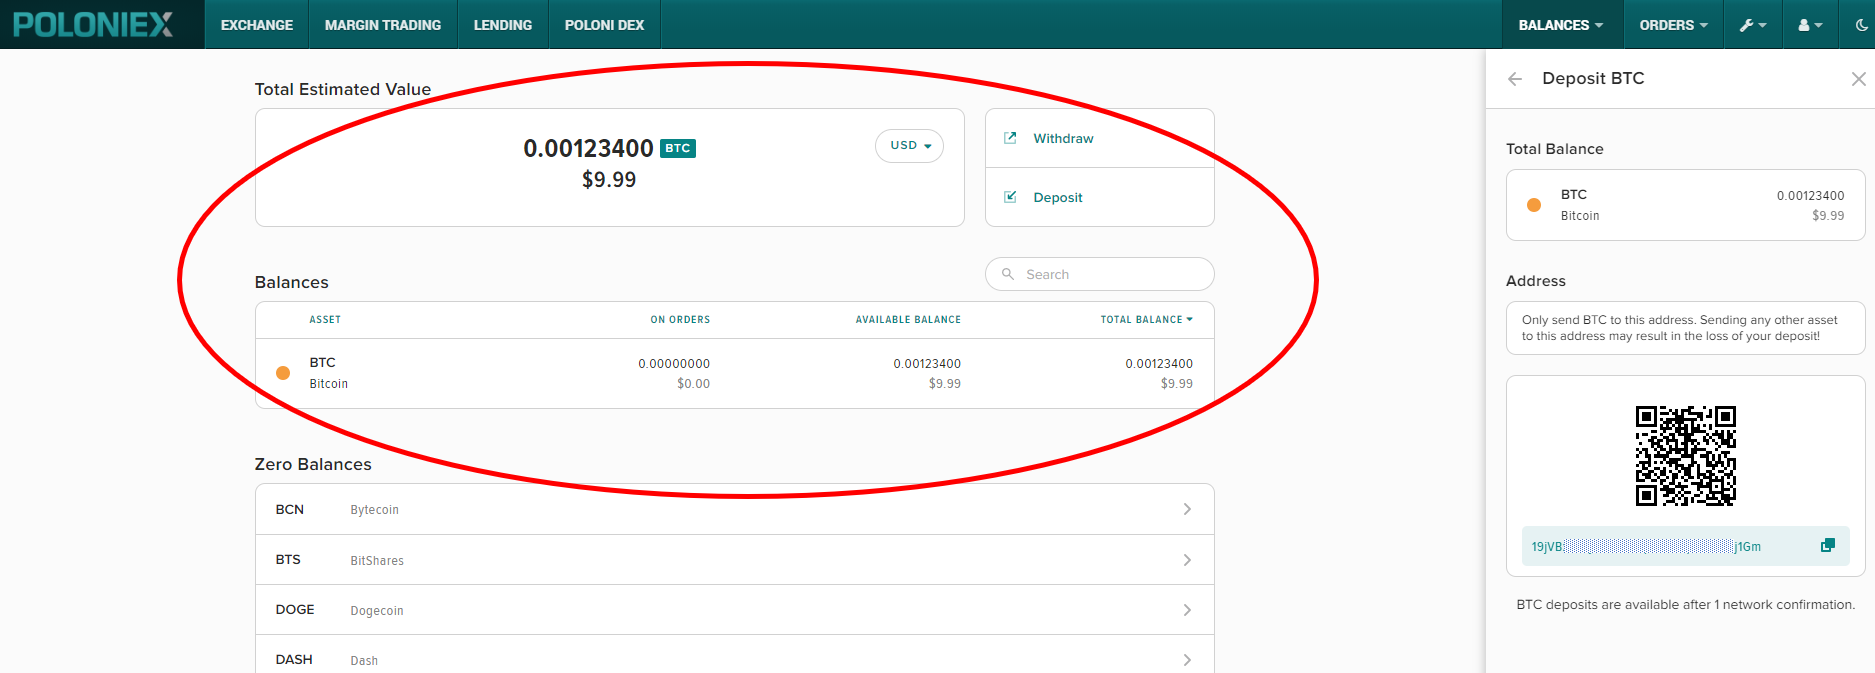 POLONIEX
EXCHANGE
MARGIN TRADING
LENDING
POLONI DEX
BALANCES
ORDERS
Total Estimated Value
0.00123400 BTC
$9.99
USD
Withdraw
Deposit
Balances
Search
ASSET ON ORDERS AVAILABLE BALANCE TOTAL BALANCE
BTC 0.00000000 0.00123400 0.00123400
Bitcoin $0.00 $9.99 $9.99
Zero Balances
BCN Bytecoin
BTS BitShares
DOGE Dogecoin
DASH Dash
Deposit BTC
Total Balance
BTC 0.00123400
Bitcoin $9.99
Address
Only send BTC to this address. Sending any other asset
to this address may result in the loss of your deposit!
19jVB j1Gm
BTC deposits are available after 1 network confirmation.